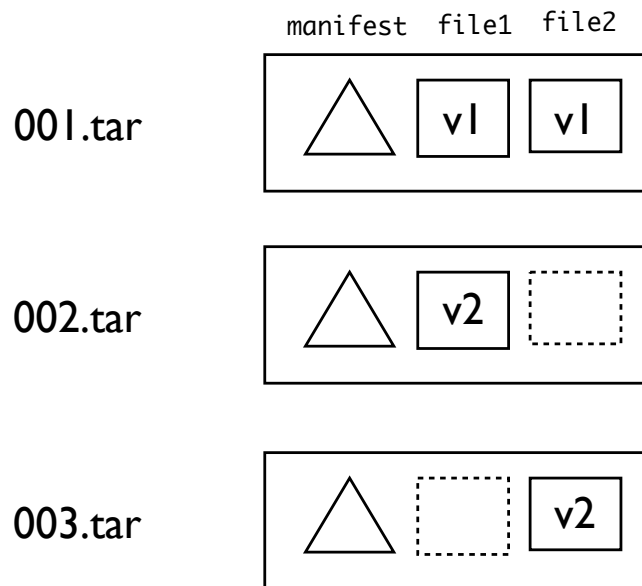 manifest file1 file2
001.tar v1 v1
002.tar v2
003.tar v2